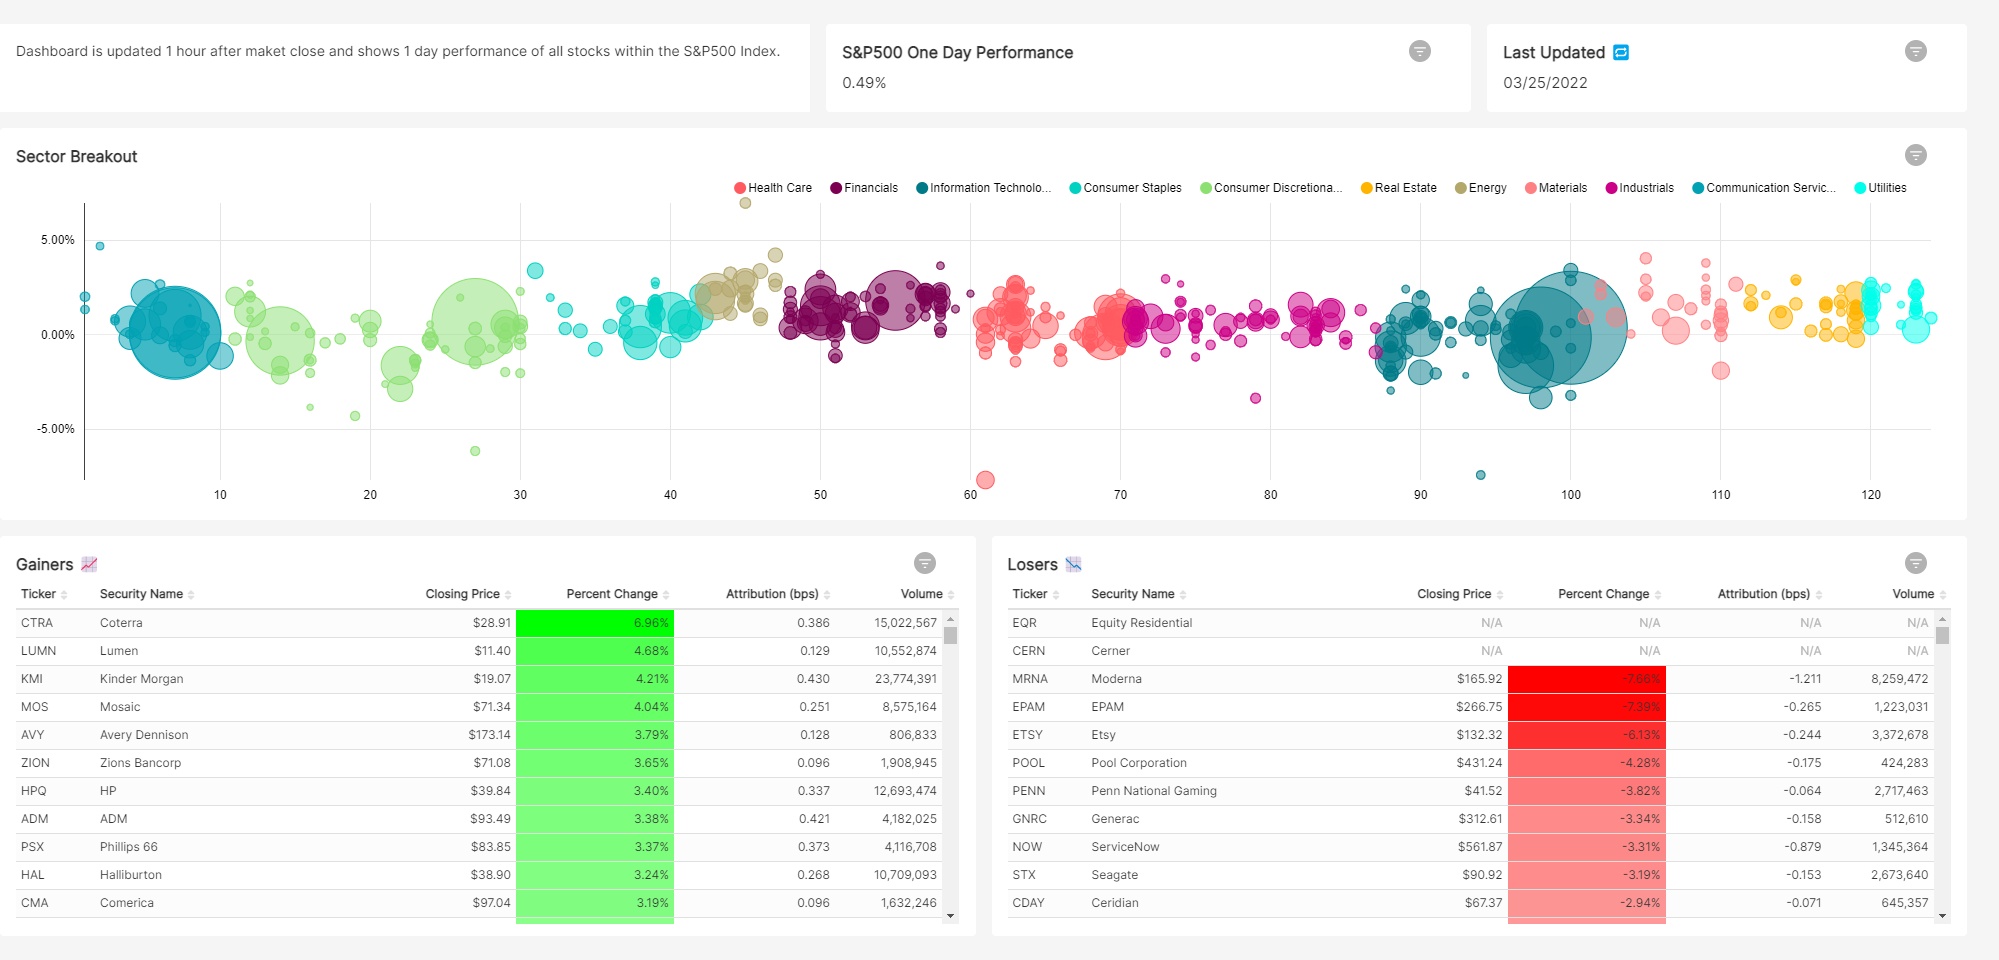 Dashboard is updated 1 hour after maket close and shows 1 day performance of all stocks within the S&P500 Index.
S&P500 One Day Performance
0.49%
Last Updated
03/25/2022
Sector Breakout
Health Care Financials Information Technolo... Consumer Staples Consumer Discretiona... Real Estate Energy Materials Industrials Communication Servic... Utilities
5.00%
0.00%
-5.00%
10 20 30 40 50 60 70 80 90 100 110 120
Gainers
Ticker Security Name Closing Price Percent Change Attribution (bps) Volume
CTRA Coterra $28.91 6.96% 0.386 15,022,567
LUMN Lumen $11.40 4.68% 0.129 10,552,874
KMI Kinder Morgan $19.07 4.21% 0.430 23,774,391
MOS Mosaic $71.34 4.04% 0.251 8,575,164
AVY Avery Dennison $173.14 3.79% 0.128 806,833
ZION Zions Bancorp $71.08 3.65% 0.096 1,908,945
HPQ HP $39.84 3.40% 0.337 12,693,474
ADM ADM $93.49 3.38% 0.421 4,182,025
PSX Phillips 66 $83.85 3.37% 0.373 4,116,708
HAL Halliburton $38.90 3.24% 0.268 10,709,093
CMA Comerica $97.04 3.19% 0.096 1,632,246
Losers
Ticker Security Name Closing Price Percent Change Attribution (bps) Volume
EQR Equity Residential N/A N/A N/A N/A
CERN Cerner N/A N/A N/A N/A
MRNA Moderna $165.92 -7.66% -1.211 8,259,472
EPAM EPAM $266.75 -7.39% -0.265 1,223,031
ETSY Etsy $132.32 -6.13% -0.244 3,372,678
POOL Pool Corporation $431.24 -4.28% -0.175 424,283
PENN Penn National Gaming $41.52 -3.82% -0.064 2,717,463
GNRC Generac $312.61 -3.34% -0.158 512,610
NOW ServiceNow $561.87 -3.31% -0.879 1,345,364
STX Seagate $90.92 -3.19% -0.153 2,673,640
CDAY Ceridian $67.37 -2.94% -0.071 645,357